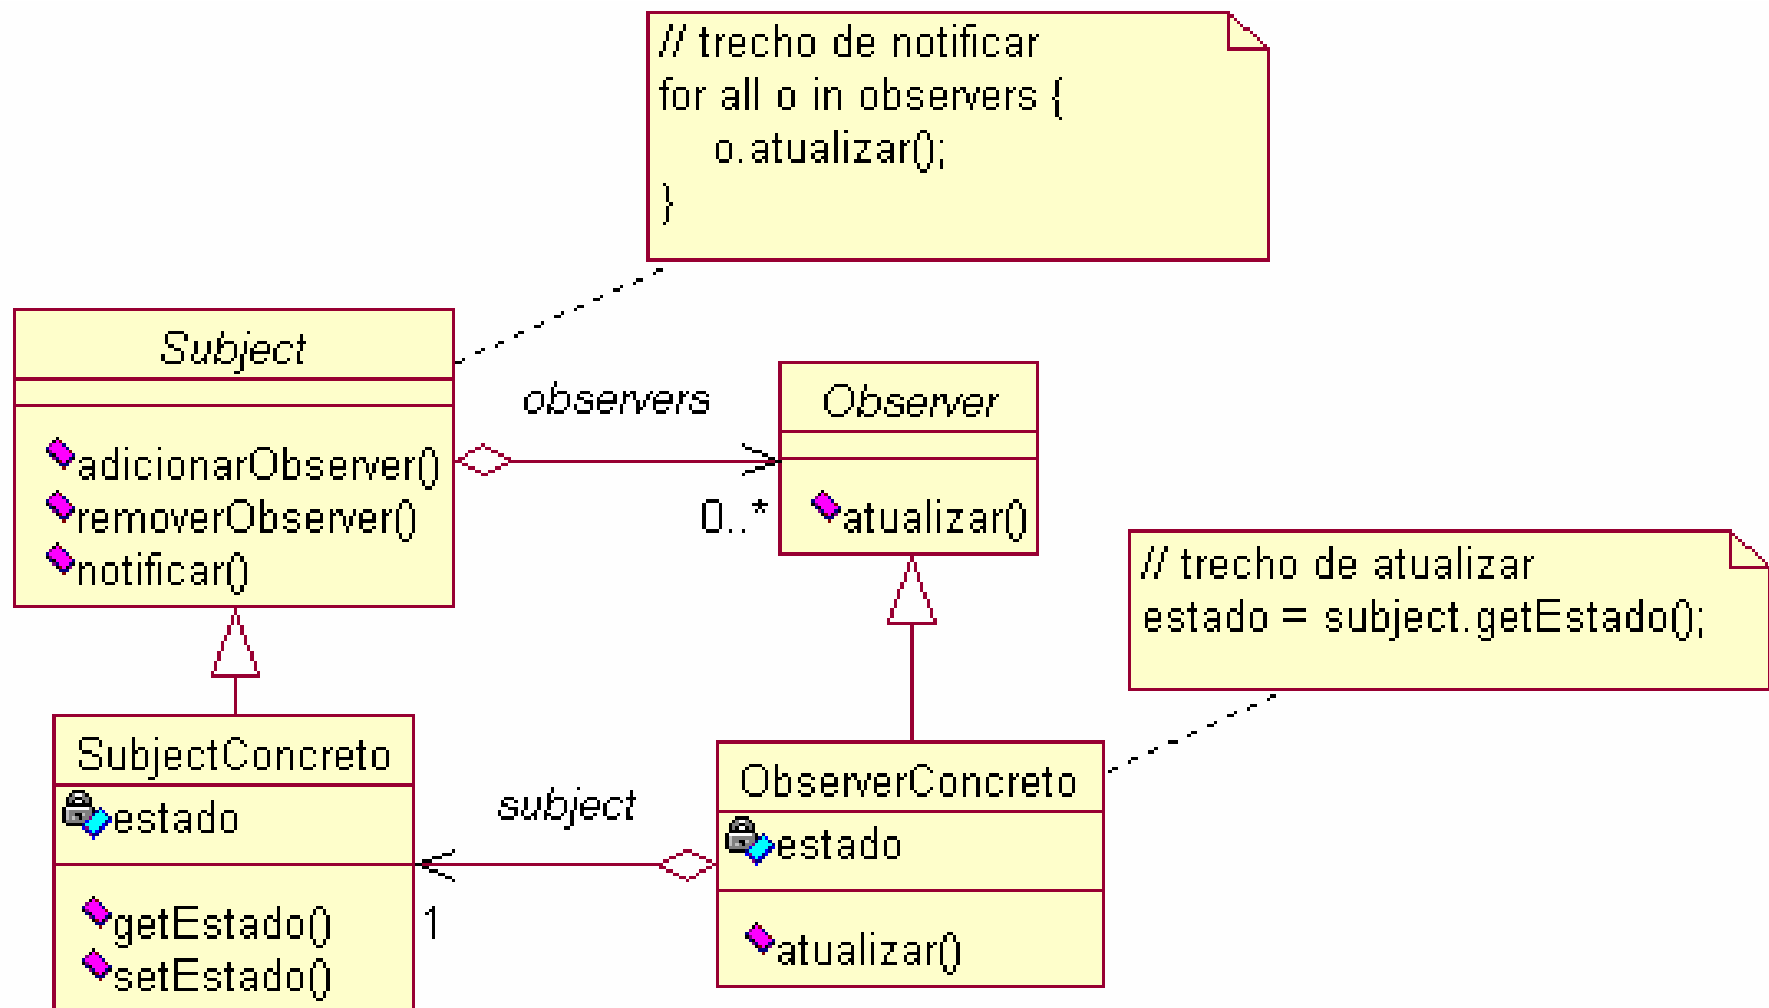 // trecho de notificar
for all o in observers {
o.atualizar();
}
Subject
adicionarObserver()
removerObserver()
notificar()
observers
0..*
Observer
atualizar()
// trecho de atualizar
estado = subject.getEstado();
SubjectConcreto
estado
getEstado()
setEstado()
subject
1
ObserverConcreto
estado
atualizar()